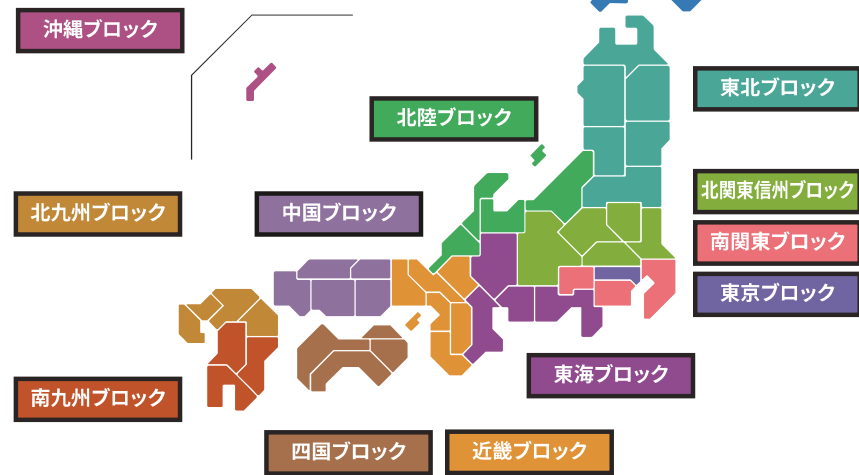 沖縄ブロック
東北ブロック
北陸ブロック
北関東信州ブロック
北九州ブロック
中国ブロック
南関東ブロック
東京ブロック
東海ブロック
南九州ブロック
四国ブロック
近畿ブロック